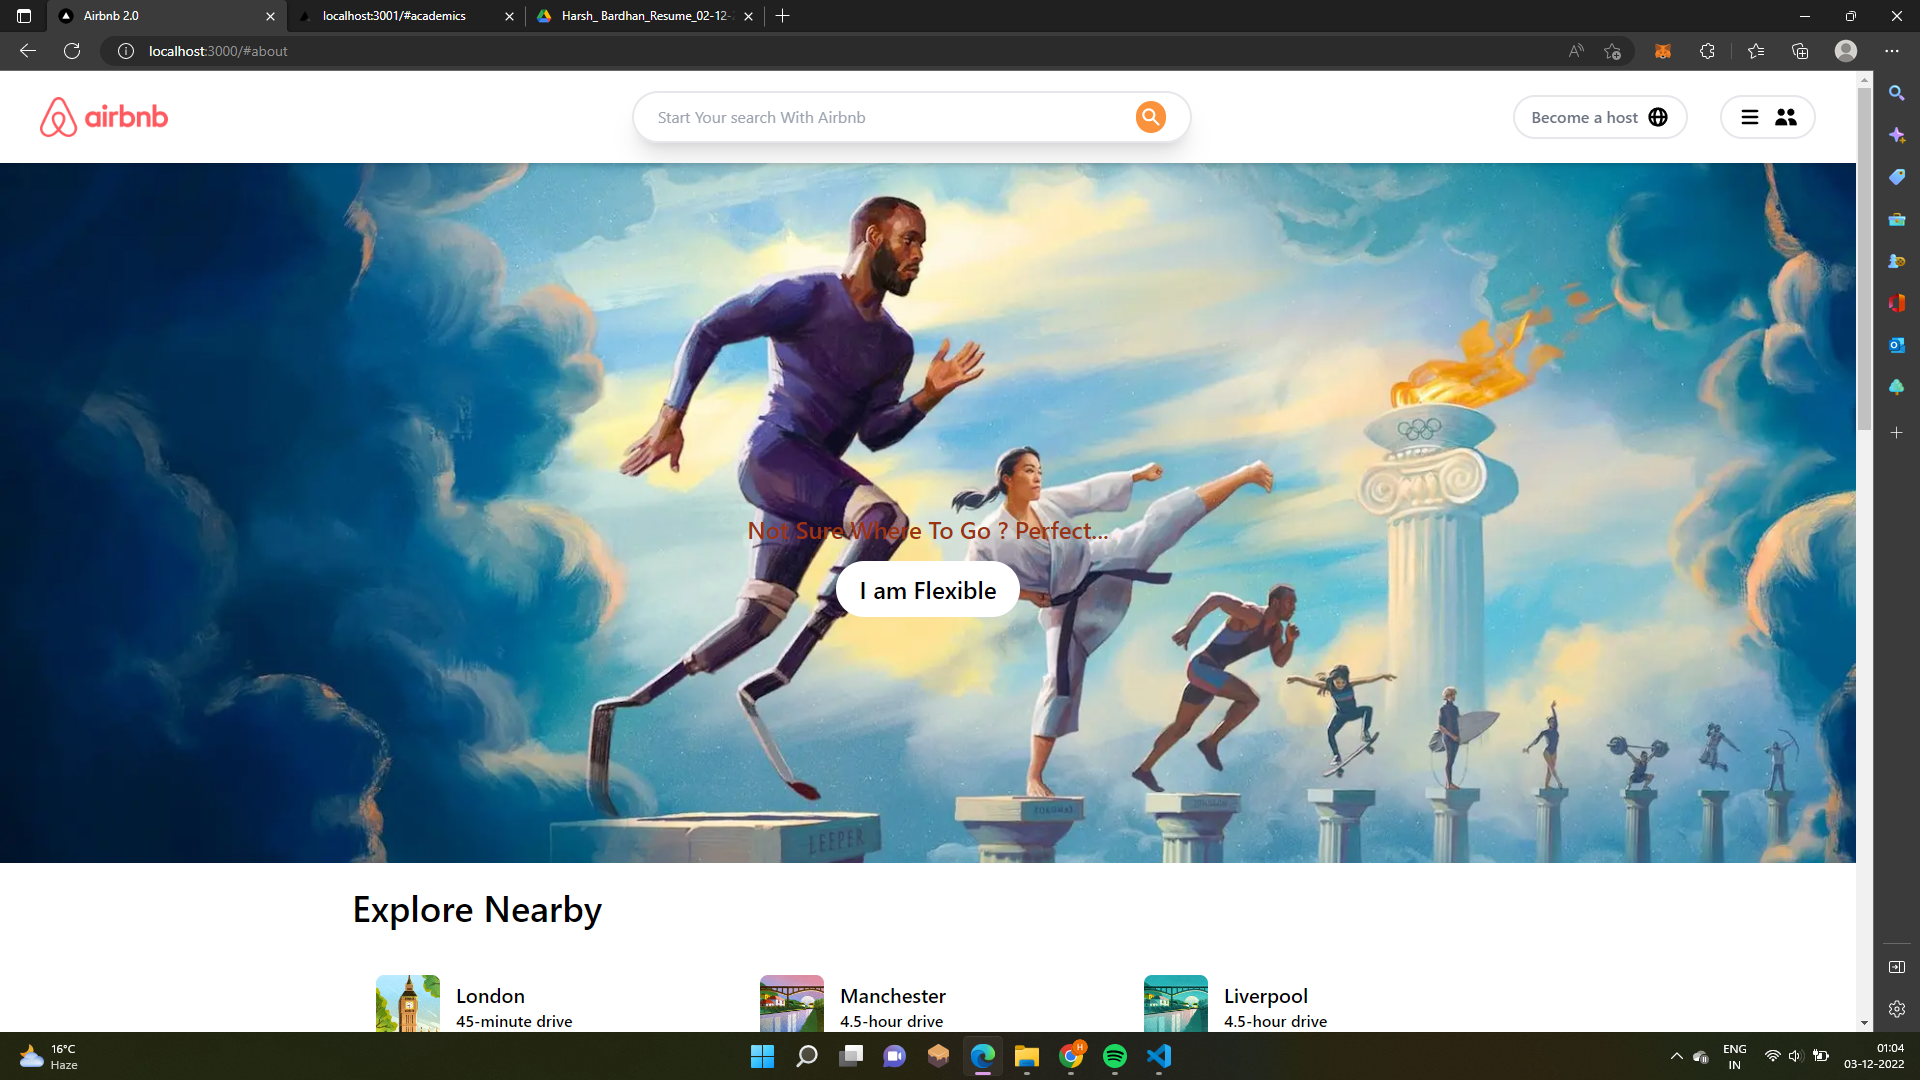 Airbnb 2.0
localhost:3001/#academics
Harsh_ Bardhan_Resume_02-12-
localhost:3000/#about
airbnb
Start Your search With Airbnb
Become a host
Not Sure Where To Go ? Perfect...
I am Flexible
LEEPER
Explore Nearby
London
45-minute drive
Manchester
4.5-hour drive
Liverpool
4.5-hour drive
16°C
Haze
H
ENG
IN
01:04
03-12-2022